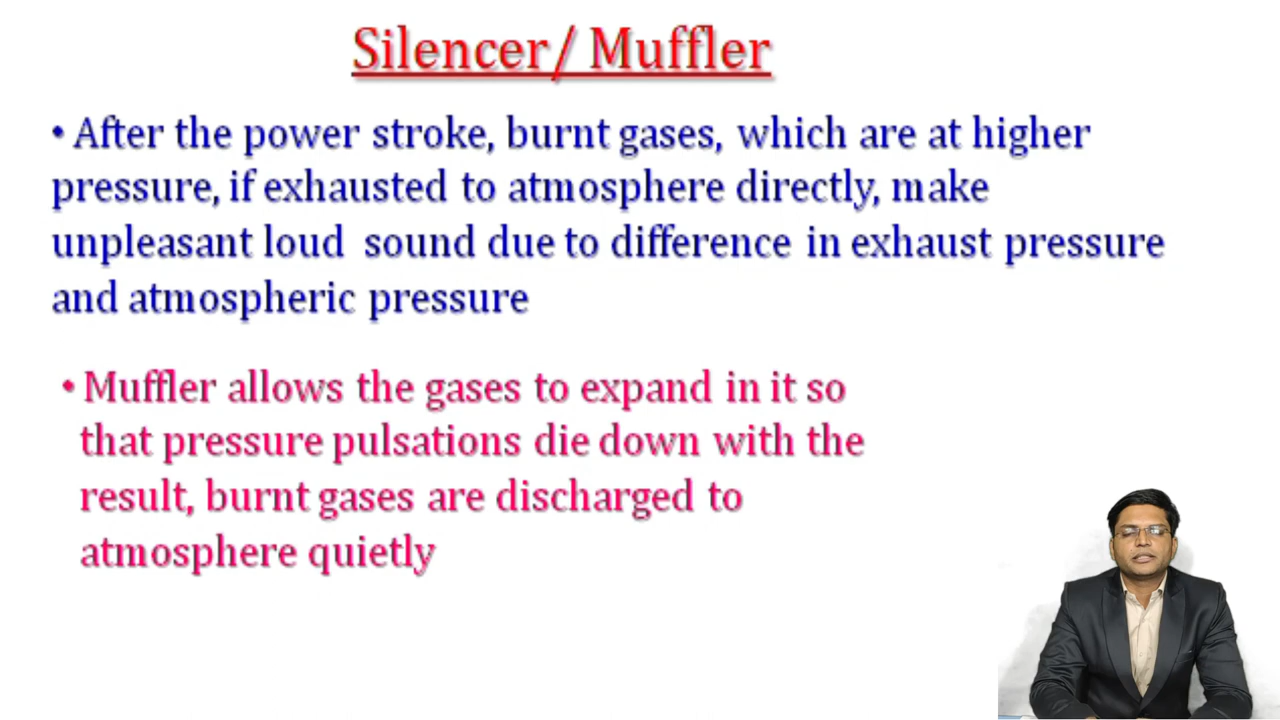 Silencer/ Muffler
• After the power stroke, burnt gases, which are at higher
pressure, if exhausted to atmosphere directly, make
unpleasant loud sound due to difference in exhaust pressure
and atmospheric pressure
• Muffler allows the gases to expand in it so
that pressure pulsations die down with the
result, burnt gases are discharged to
atmosphere quietly